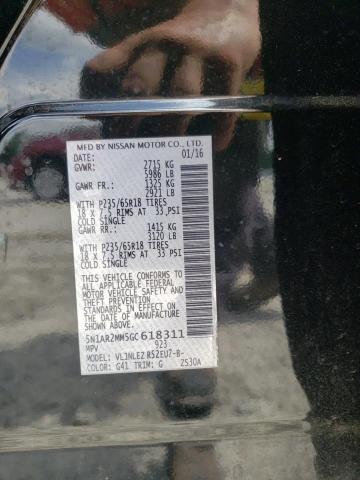 MFD BY NISSAN MOTOR CO., LTD.
DATE: 01/16
GVWR: 2715 KG
5986 LB
GAWR FR: 1325 KG
2921 LB
WITH P235/65R18 TIRES
18 X 7.5 RIMS AT 33 PSI
COLD SINGLE
GAWR RR: 1415 KG
3120 LB
WITH P235/65R18 TIRES
18 X 7.5 RIMS AT 33 PSI
COLD SINGLE
THIS VEHICLE CONFORMS TO
ALL APPLICABLE FEDERAL
MOTOR VEHICLE SAFETY AND
THEFT PREVENTION
STANDARDS IN EFFECT ON
THE DATE OF MANUFACTURE
SHOWN ABOVE.
5N1AR2MM5GC618311
MPV 923
MODEL: VLJNLEZ RS2EU7-B-
COLOR: G41 TRIM: G ZS30A